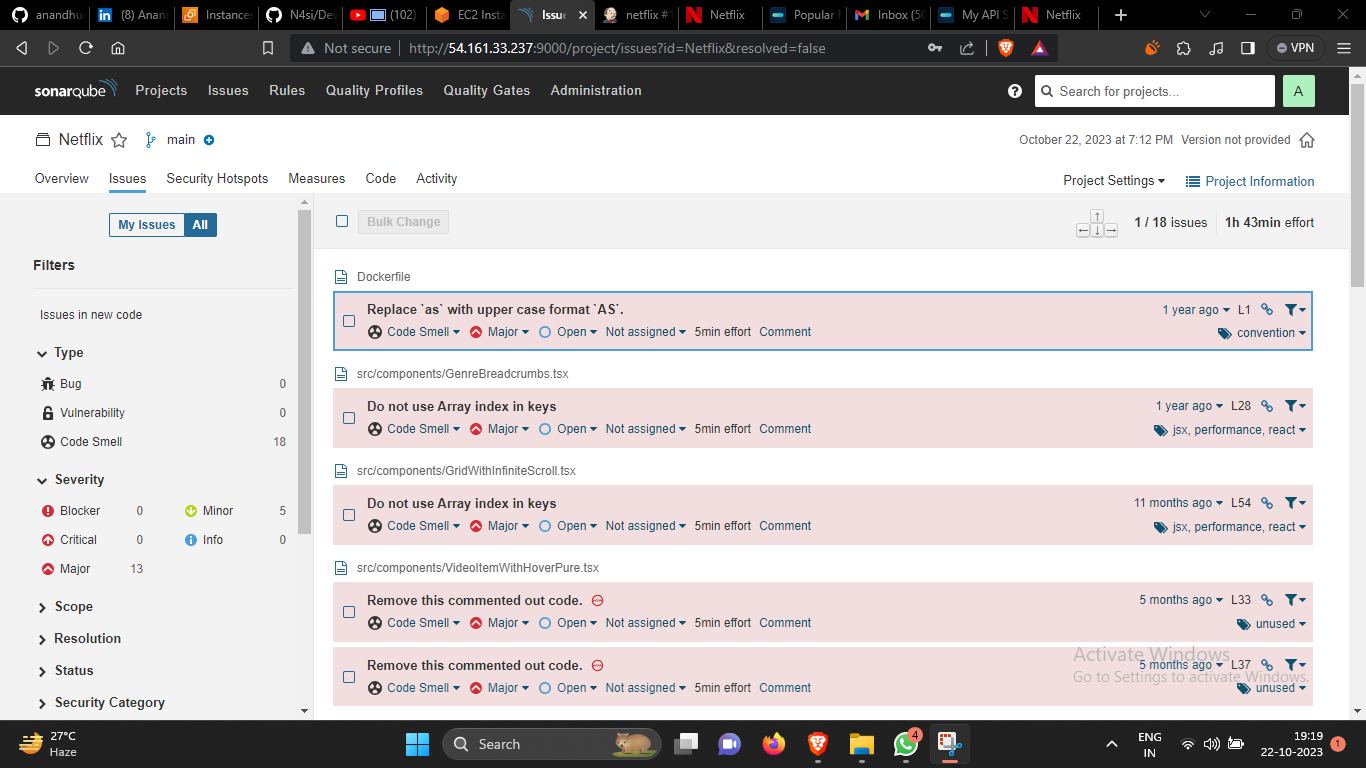 anandhu
(8) Anan
Instances
N4si/Dev
(102)
EC2 Insta
Issue
netflix #1
Netflix
Popular M
Inbox (50
My API S
Netflix
Not secure http://54.161.33.237:9000/project/issues?id=Netflix&resolved=false
VPN
sonarqube Projects Issues Rules Quality Profiles Quality Gates Administration
Search for projects...
A
Netflix main
October 22, 2023 at 7:12 PM Version not provided
Overview Issues Security Hotspots Measures Code Activity
Project Settings Project Information
My Issues All
Bulk Change
1 / 18 issues 1h 43min effort
Filters
Issues in new code
Type
Bug 0
Vulnerability 0
Code Smell 18
Severity
Blocker 0 Minor 5
Critical 0 Info 0
Major 13
Scope
Resolution
Status
Security Category
Dockerfile
Replace `as` with upper case format `AS`. 1 year ago L1
Code Smell Major Open Not assigned 5min effort Comment convention
src/components/GenreBreadcrumbs.tsx
Do not use Array index in keys 1 year ago L28
Code Smell Major Open Not assigned 5min effort Comment jsx, performance, react
src/components/GridWithInfiniteScroll.tsx
Do not use Array index in keys 11 months ago L54
Code Smell Major Open Not assigned 5min effort Comment jsx, performance, react
src/components/VideoItemWithHoverPure.tsx
Remove this commented out code. 5 months ago L33
Code Smell Major Open Not assigned 5min effort Comment unused
Remove this commented out code. 5 months ago L37
Code Smell Major Open Not assigned 5min effort Comment unused
Activate Windows
Go to Settings to activate Windows.
27°C
Haze
Search
4
ENG
IN
19:19
22-10-2023
1